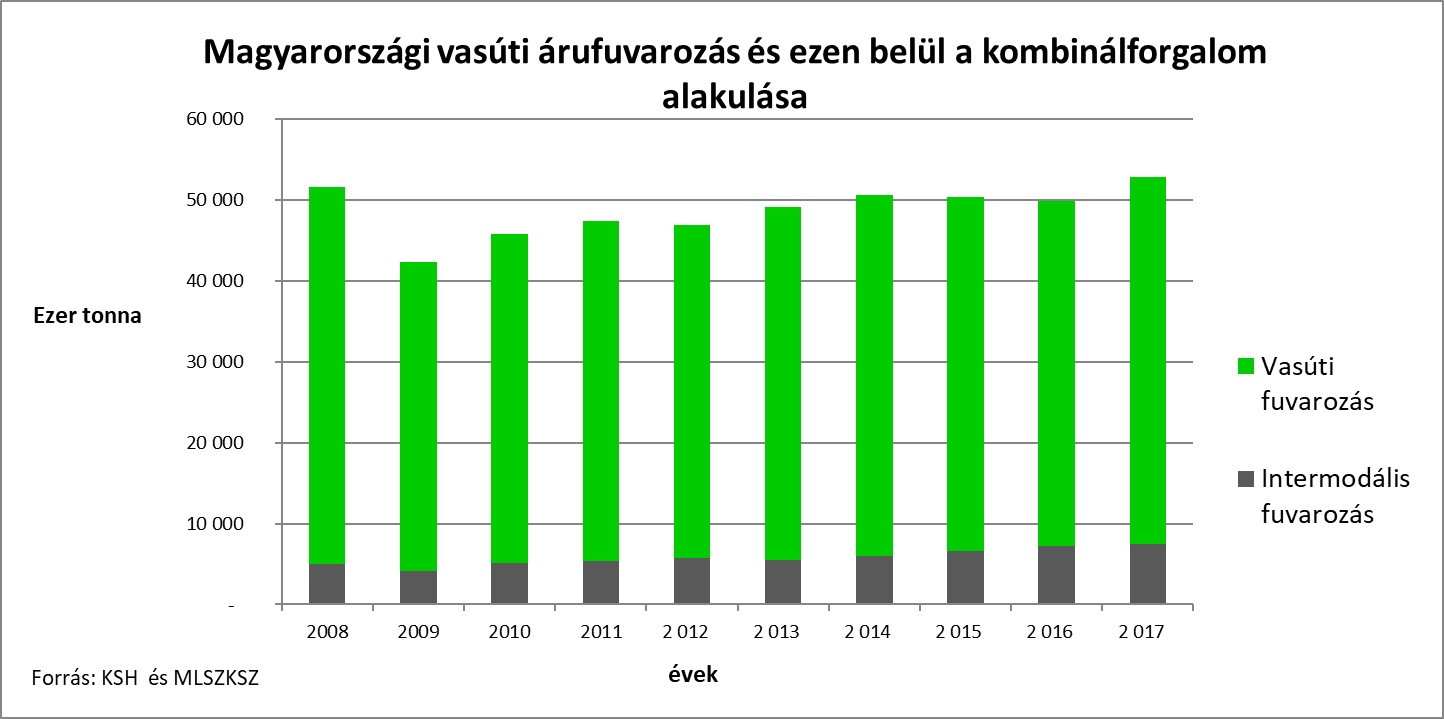 Magyarországi vasúti árufuvarozás és ezen belül a kombinálforgalom
alakulása
60 000
50 000
40 000
30 000
20 000
10 000
-
Ezer tonna
Vasúti
fuvarozás
Intermodális
fuvarozás
2008 2009 2010 2011 2 012 2 013 2 014 2 015 2 016 2 017
évek
Forrás: KSH és MLSZKSZ